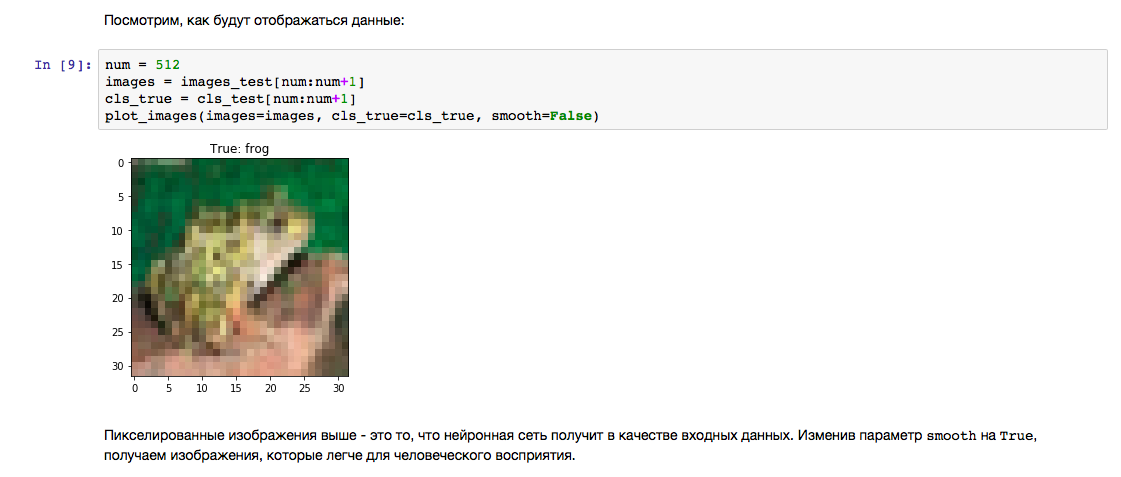 Посмотрим, как будут отображаться данные:
In [9]:
num = 512
images = images_test[num:num+1]
cls_true = cls_test[num:num+1]
plot_images(images=images, cls_true=cls_true, smooth=False)
True: frog
0
5
10
15
20
25
30
0 5 10 15 20 25 30
Пикселированные изображения выше - это то, что нейронная сеть получит в качестве входных данных. Изменив параметр smooth на True,
получаем изображения, которые легче для человеческого восприятия.